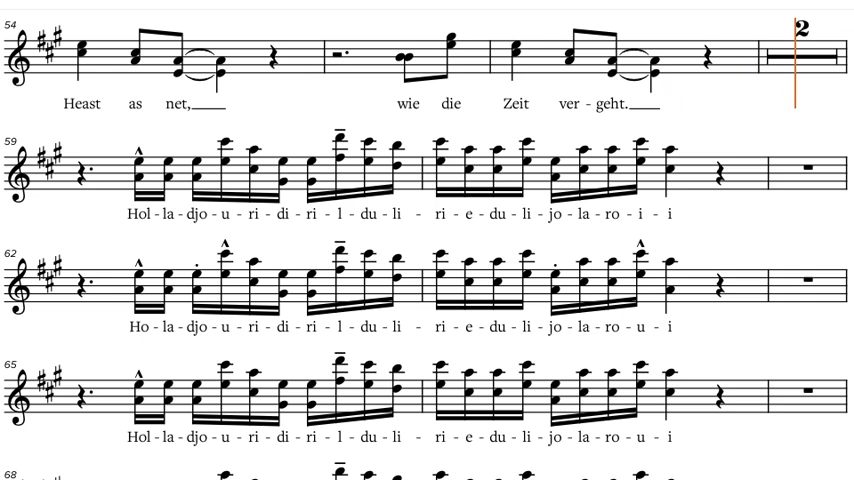 54
2
Heast as net, wie die Zeit ver - geht.
59
Hol - la - djo - u - ri - di - ri - l - du - li - ri - e - du - li - jo - la - ro - i - i
62
Ho - la - djo - u - ri - di - ri - l - du - li - ri - e - du - li - jo - la - ro - u - i
65
Hol - la - djo - u - ri - di - ri - l - du - li - ri - e - du - li - jo - la - ro - u - i
68